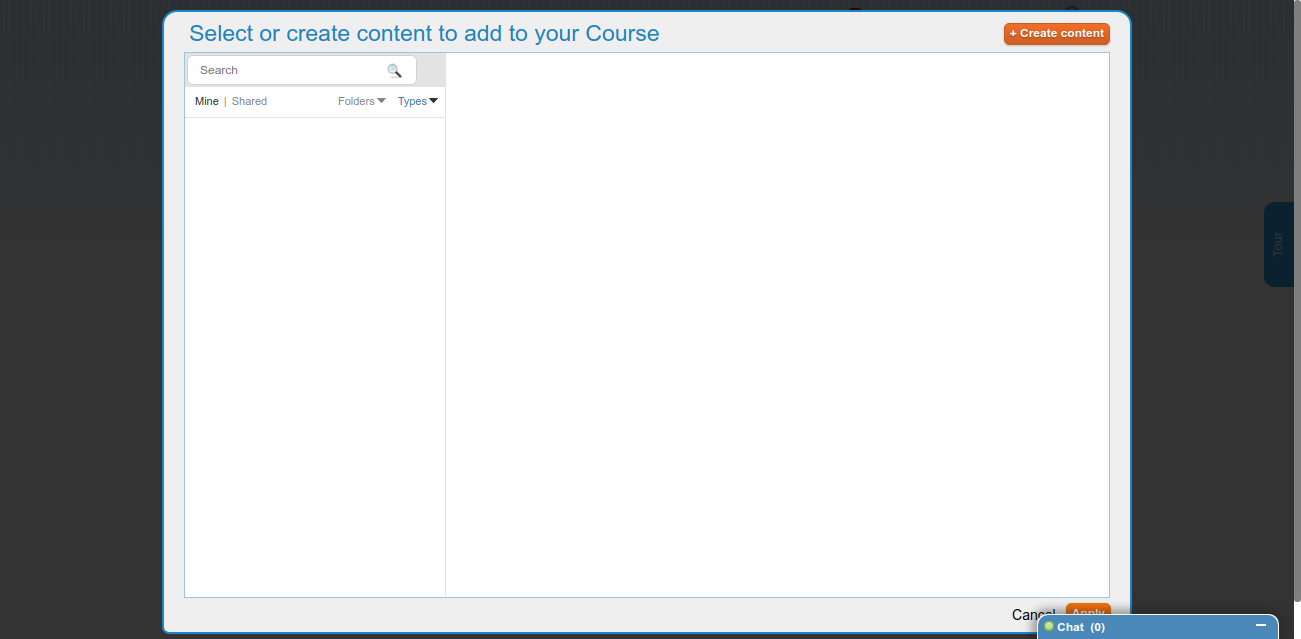 Select or create content to add to your Course
+ Create content
Search
Mine | Shared
Folders
Types
Tour
Cancel
Apply
Chat (0)